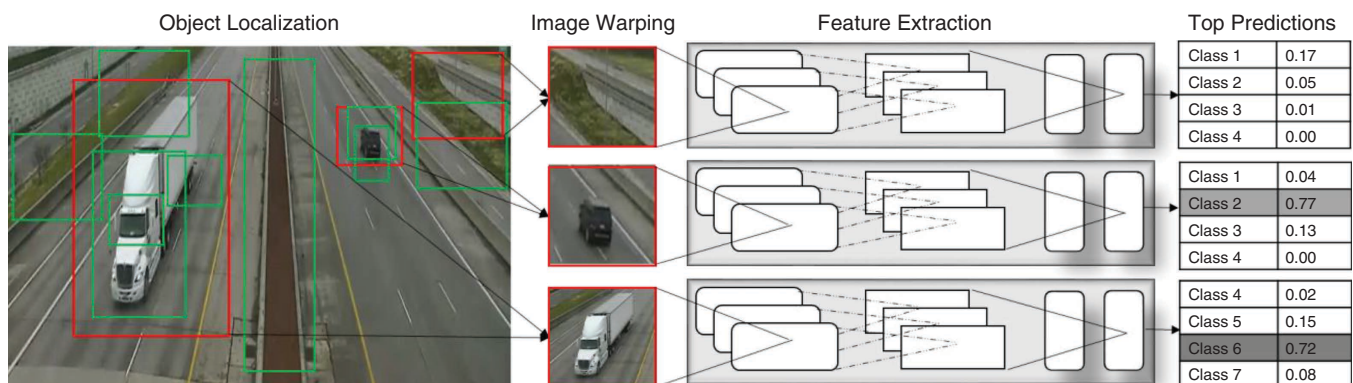 Object Localization
Image Warping
Feature Extraction
Top Predictions
Class 1 0.17
Class 2 0.05
Class 3 0.01
Class 4 0.00
Class 1 0.04
Class 2 0.77
Class 3 0.13
Class 4 0.00
Class 4 0.02
Class 5 0.15
Class 6 0.72
Class 7 0.08